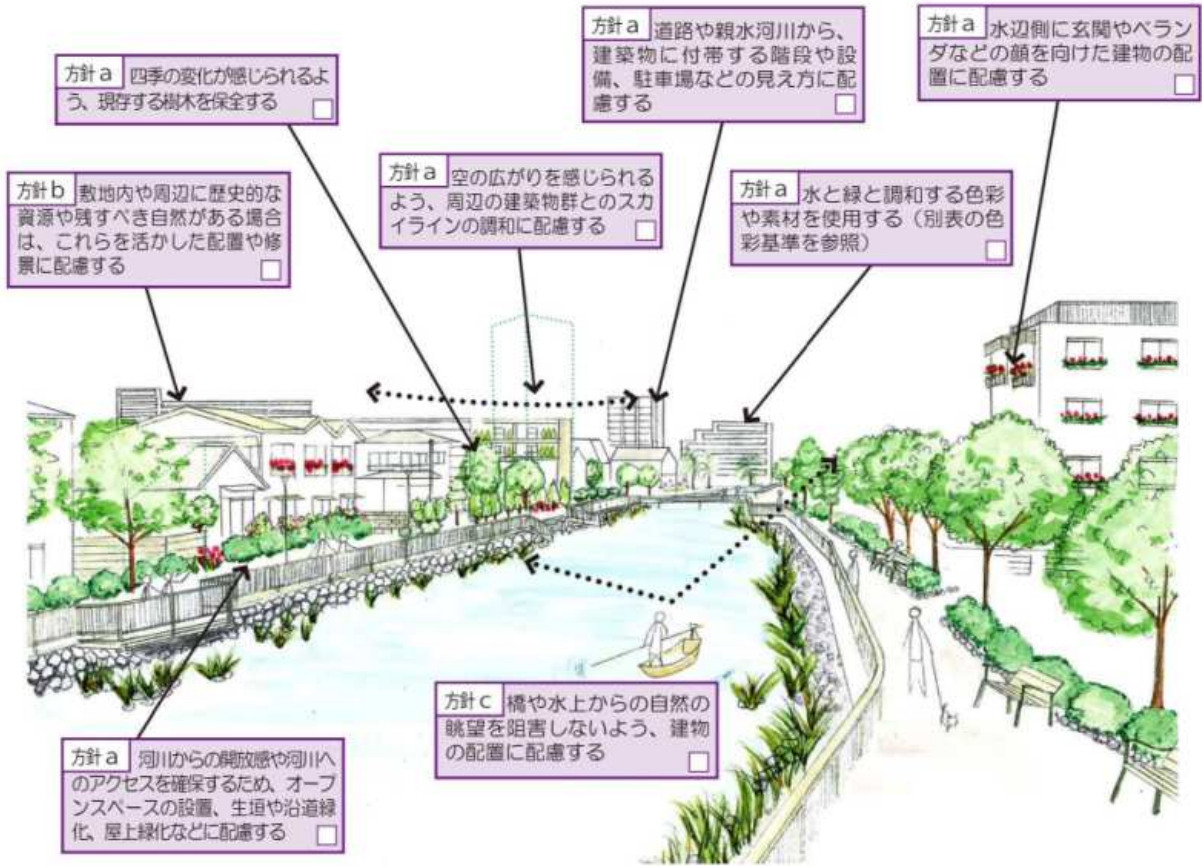 方針a 四季の変化が感じられるよ
う、現存する樹木を保全する
方針a 道路や親水河川から、
建築物に付帯する階段や設
備、駐車場などの見え方に配
慮する
方針a 水辺側に玄関やベラン
ダなどの顔を向けた建物の配
置に配慮する
方針b 敷地内や周辺に歴史的な
資源や残すべき自然がある場合
は、これらを活かした配置や修
景に配慮する
方針a 空の広がりを感じられる
よう、周辺の建築物群とのスカ
イラインの調和に配慮する
方針a 水と緑と調和する色彩
や素材を使用する（別表の色
彩基準を参照）
方針a 河川からの開放感や河川へ
のアクセスを確保するため、オープ
ンスペースの設置、生垣や沿道緑
化、屋上緑化などに配慮する
方針c 橋や水上からの自然の
眺望を阻害しないよう、建物
の配置に配慮する